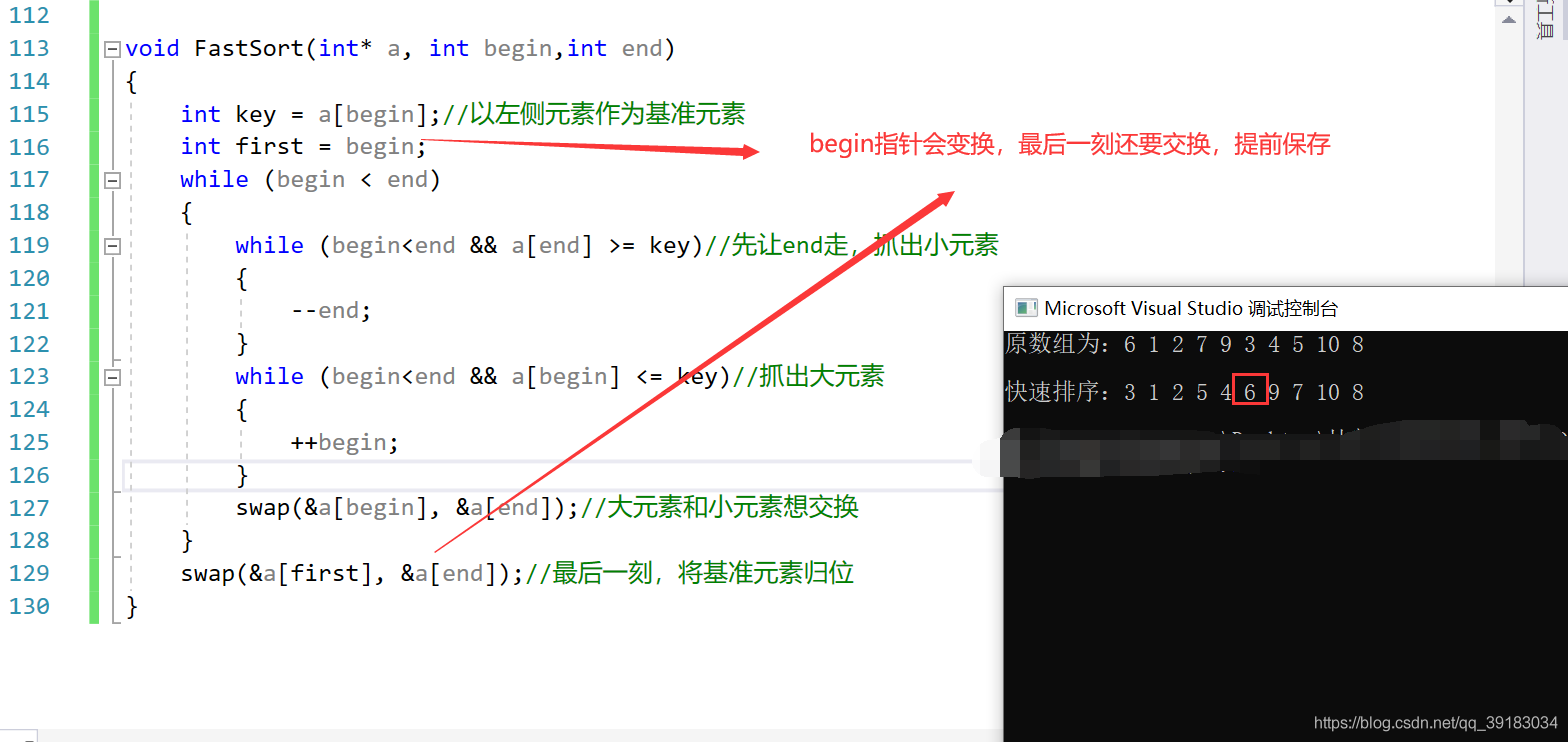 112
113 void FastSort(int* a, int begin,int end)
114 {
115 int key = a[begin];//以左侧元素作为基准元素
116 int first = begin;
begin指针会变换，最后一刻还要交换，提前保存
117 while (begin < end)
118 {
119 while (begin<end && a[end] >= key)//先让end走，抓出小元素
120 {
121 --end;
122 }
123 while (begin<end && a[begin] <= key)//抓出大元素
124 {
125 ++begin;
126 }
127 swap(&a[begin], &a[end]);//大元素和小元素想交换
128 }
129 swap(&a[first], &a[end]);//最后一刻，将基准元素归位
130 }
工具
Microsoft Visual Studio 调试控制台
原数组为：6 1 2 7 9 3 4 5 10 8
快速排序：3 1 2 5 4 6 9 7 10 8
https://blog.csdn.net/qq_39183034